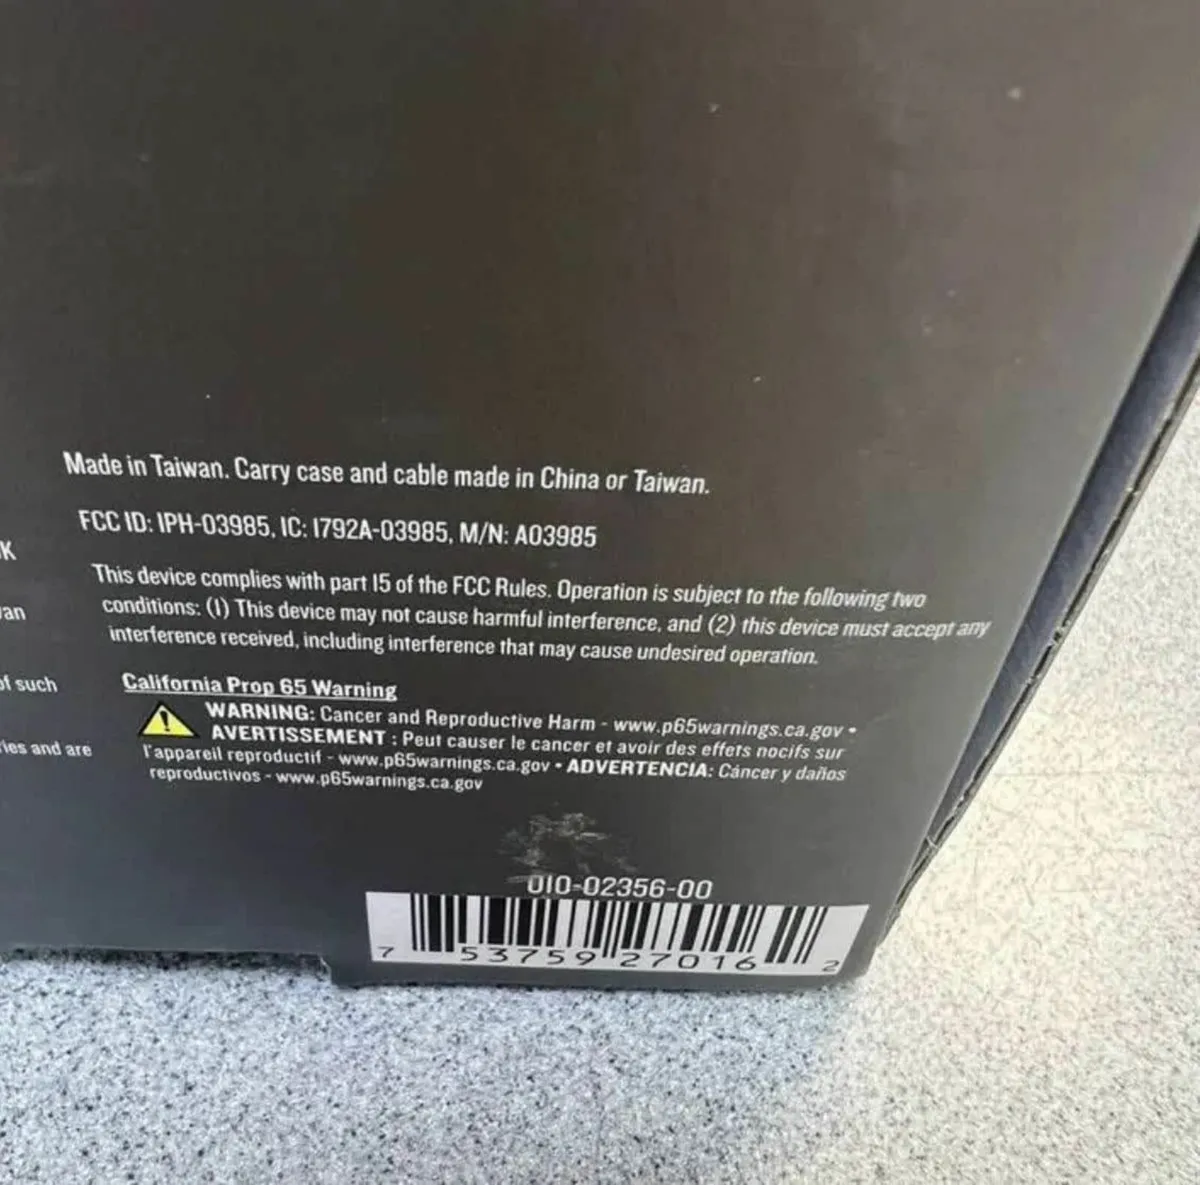 Made in Taiwan. Carry case and cable made in China or Taiwan.
FCC ID: IPH-03985, IC: 1792A-03985, M/N: A03985
K
an
of such
ies and are
This device complies with part 15 of the FCC Rules. Operation is subject to the following two
conditions: (1) This device may not cause harmful interference, and (2) this device must accept any
interference received, including interference that may cause undesired operation.
California Prop 65 Warning
WARNING: Cancer and Reproductive Harm - www.p65warnings.ca.gov •
AVERTISSEMENT : Peut causer le cancer et avoir des effets nocifs sur
l'appareil reproductif - www.p65warnings.ca.gov • ADVERTENCIA: Cáncer y daños
reproductivos - www.p65warnings.ca.gov
010-02356-00
7 53759 27016 2